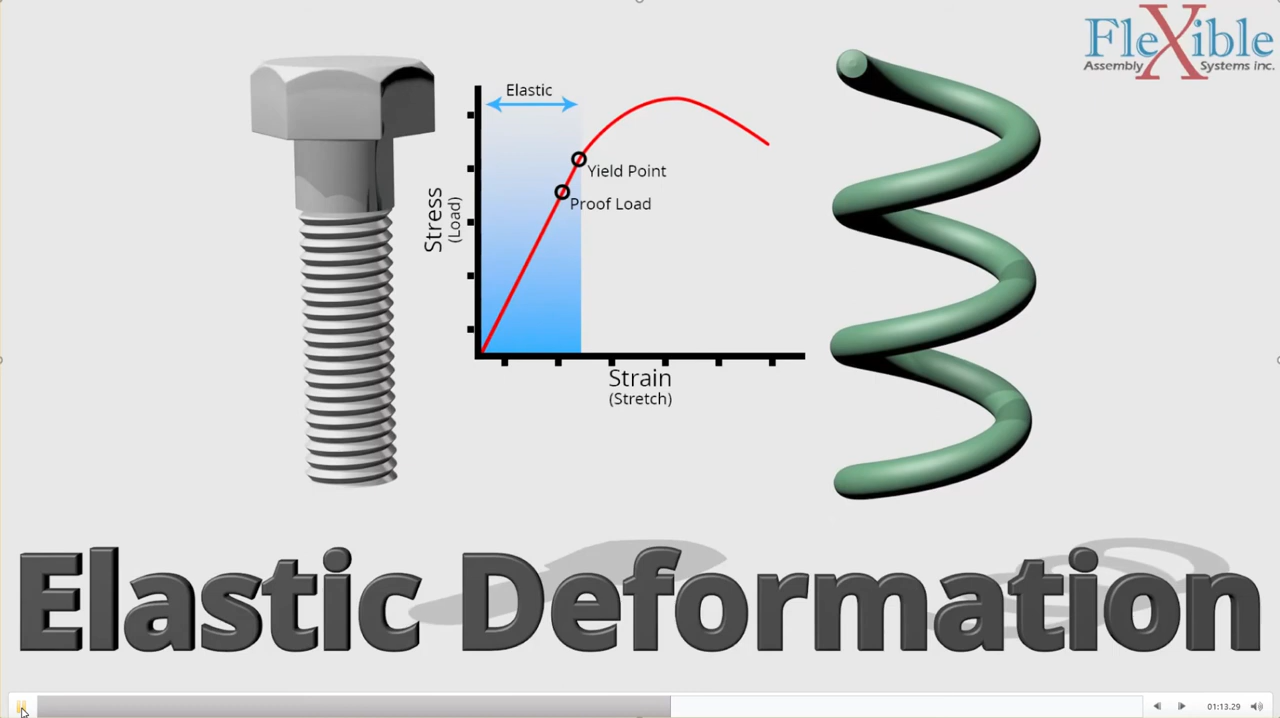 FleXible
Assembly Systems inc.
Elastic
Yield Point
Proof Load
Stress
(Load)
Strain
(Stretch)
Elastic Deformation
01:13.29